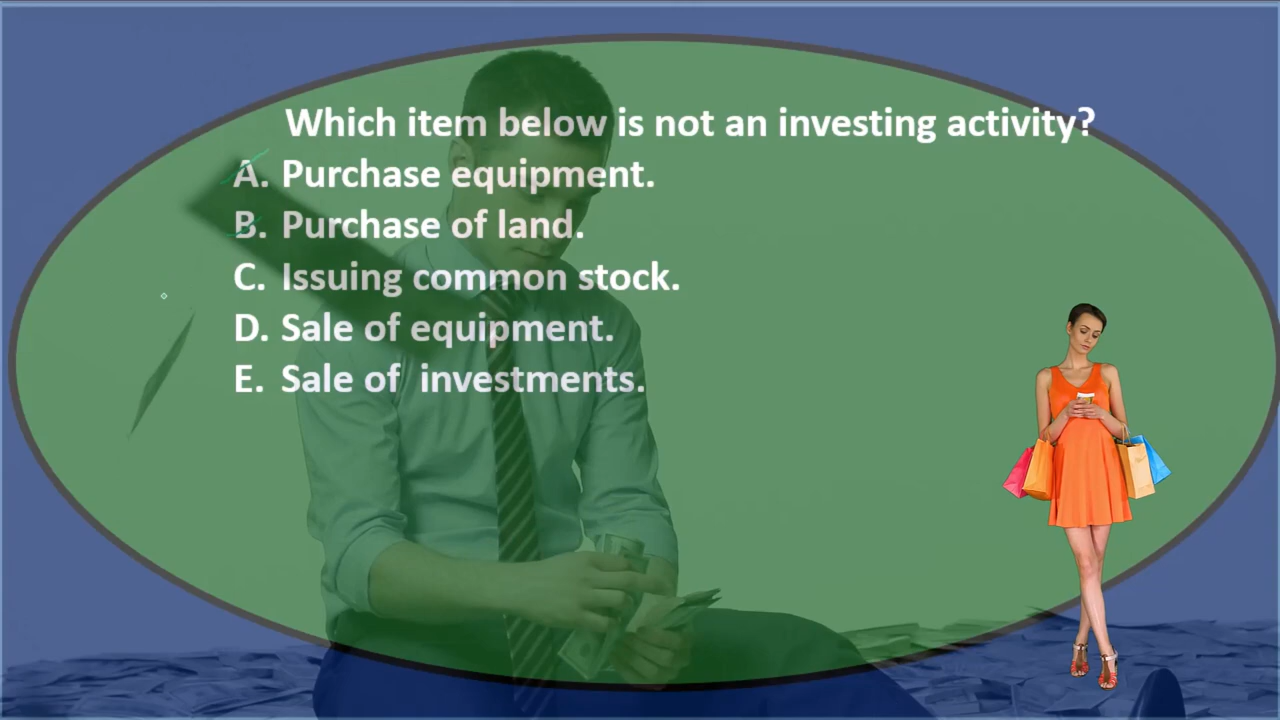 Which item below is not an investing activity?
A. Purchase equipment.
B. Purchase of land.
C. Issuing common stock.
D. Sale of equipment.
E. Sale of investments.